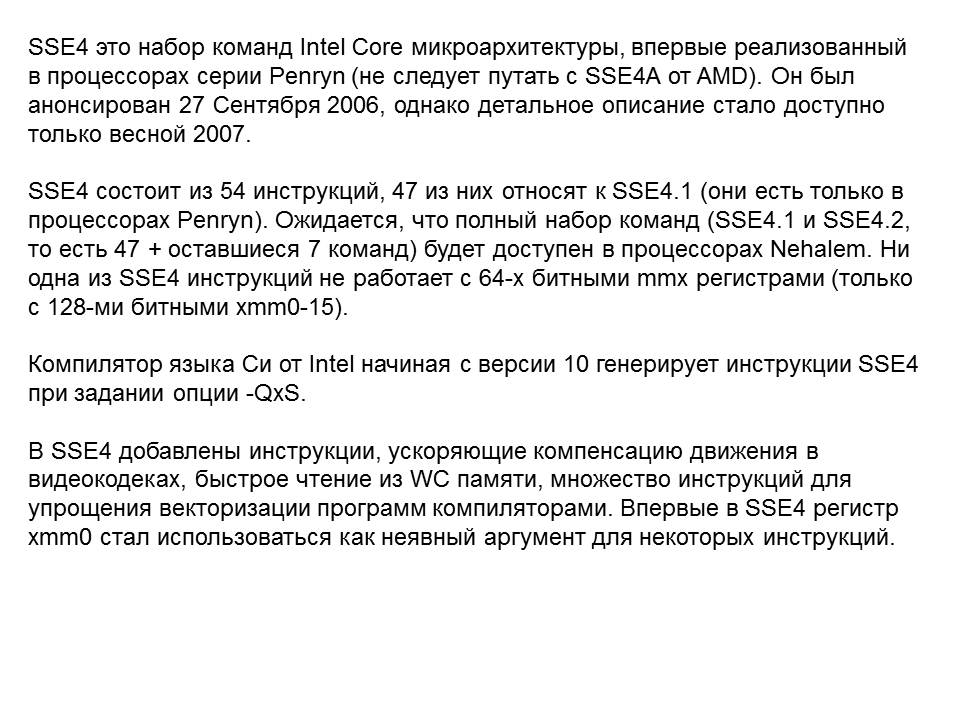 SSE4 это набор команд Intel Core микроархитектуры, впервые реализованный
в процессорах серии Penryn (не следует путать с SSE4A от AMD). Он был
анонсирован 27 Сентября 2006, однако детальное описание стало доступно
только весной 2007.
SSE4 состоит из 54 инструкций, 47 из них относят к SSE4.1 (они есть только в
процессорах Penryn). Ожидается, что полный набор команд (SSE4.1 и SSE4.2,
то есть 47 + оставшиеся 7 команд) будет доступен в процессорах Nehalem. Ни
одна из SSE4 инструкций не работает с 64-х битными mmx регистрами (только
с 128-ми битными xmm0-15).
Компилятор языка Си от Intel начиная с версии 10 генерирует инструкции SSE4
при задании опции -QxS.
В SSE4 добавлены инструкции, ускоряющие компенсацию движения в
видеокодеках, быстрое чтение из WC памяти, множество инструкций для
упрощения векторизации программ компиляторами. Впервые в SSE4 регистр
xmm0 стал использоваться как неявный аргумент для некоторых инструкций.